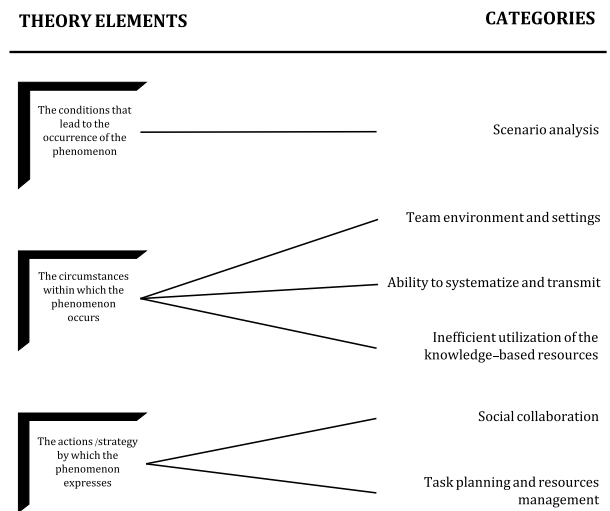 THEORY ELEMENTS
CATEGORIES
The conditions that
lead to the
occurrence of the
phenomenon
Scenario analysis
Team environment and settings
The circumstances
within which the
phenomenon
occurs
Ability to systematize and transmit
Inefficient utilization of the
knowledge–based resources
Social collaboration
The actions /strategy
by which the
phenomenon
expresses
Task planning and resources
management